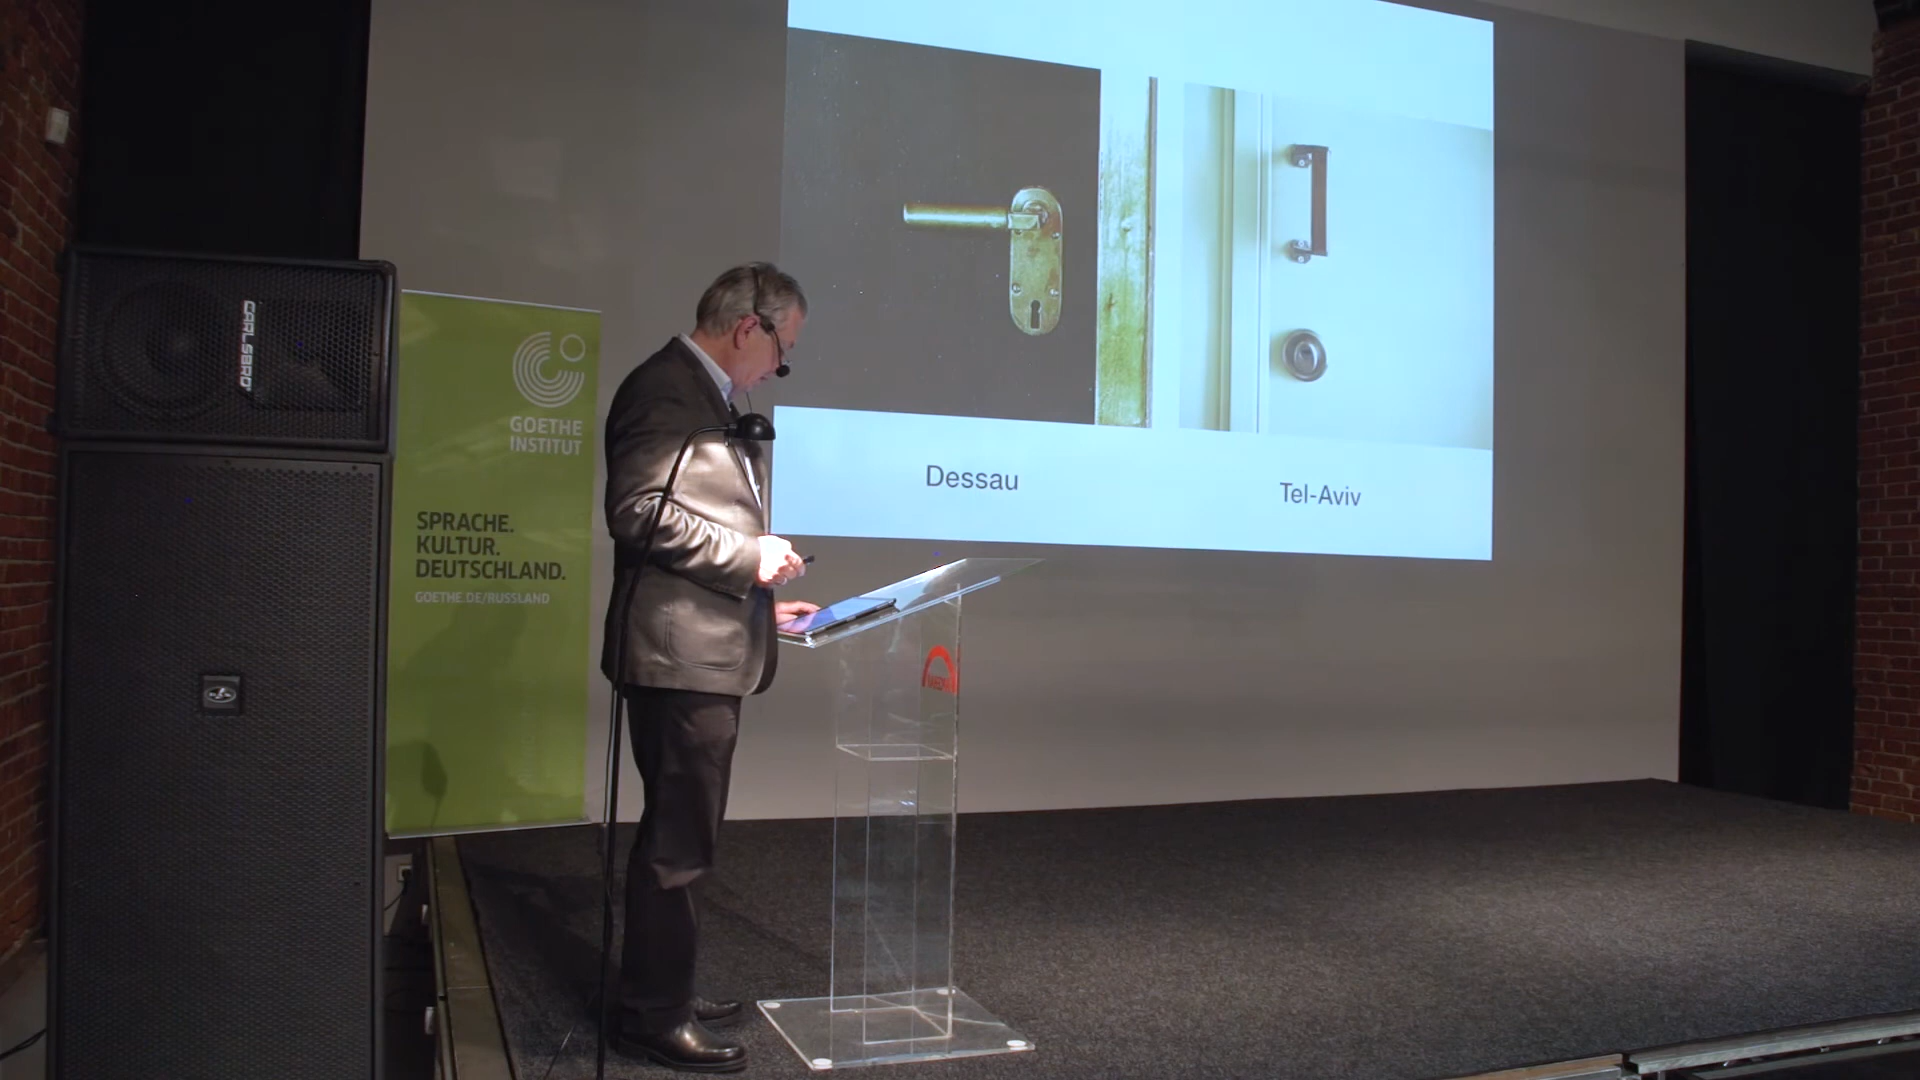 CARLSBRO
GOETHE
INSTITUT
SPRACHE.
KULTUR.
DEUTSCHLAND.
GOETHE.DE/RUSSLAND
Dessau
Tel-Aviv